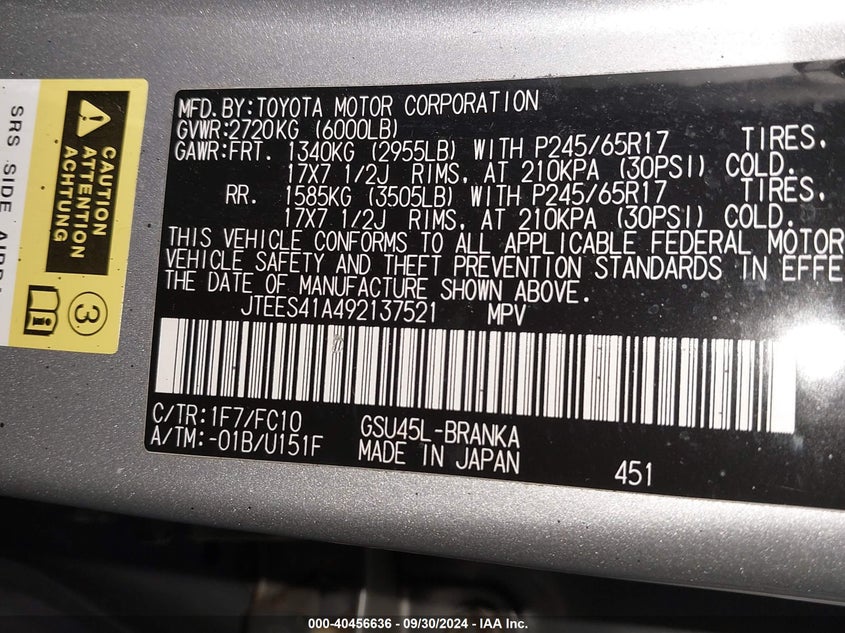 MFD.BY:TOYOTA MOTOR CORPORATION
GVWR:2720KG (6000LB)
GAWR:FRT. 1340KG (2955LB) WITH P245/65R17 TIRES.
17X7 1/2J RIMS, AT 210KPA (30PSI) COLD.
RR. 1585KG (3505LB) WITH P245/65R17 TIRES.
17X7 1/2J RIMS, AT 210KPA (30PSI) COLD.
THIS VEHICLE CONFORMS TO ALL APPLICABLE FEDERAL MOTOR
VEHICLE SAFETY AND THEFT PREVENTION STANDARDS IN EFFE
THE DATE OF MANUFACTURE SHOWN ABOVE.
JTEES41A492137521 MPV
C/TR:1F7/FC10 GSU45L-BRANKA
A/TM:-01B/U151F MADE IN JAPAN
451
CAUTION
ATTENTION
ACHTUNG
3
SRS SIDE
000-40456636 - 09/30/2024 - IAA Inc.